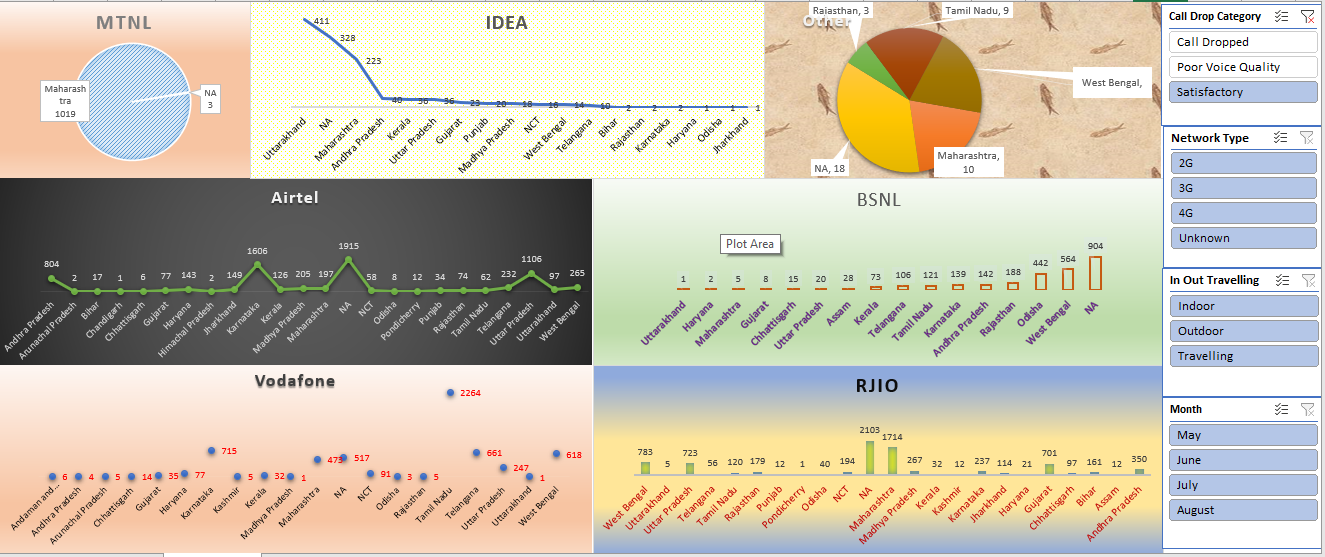 MTNL
Maharash
tra
1019
NA
3
IDEA
411
328
223
40
36
36
23
20
18
16
14
10
2
2
2
1
1
1
Uttarakhand
NA
Maharashtra
Andhra Pradesh
Kerala
Uttar Pradesh
Gujarat
Punjab
Madhya Pradesh
NCT
West Bengal
Telangana
Bihar
Rajasthan
Karnataka
Haryana
Odisha
Jharkhand
Other
Rajasthan, 3
Tamil Nadu, 9
West Bengal,
Maharashtra,
10
NA, 18
Call Drop Category
Call Dropped
Poor Voice Quality
Satisfactory
Network Type
2G
3G
4G
Unknown
In Out Travelling
Indoor
Outdoor
Travelling
Month
May
June
July
August
Airtel
804
2
17
1
6
77
143
2
149
1606
126
205
197
1915
58
8
12
34
74
62
232
1106
97
265
Andhra Pradesh
Arunachal Pradesh
Bihar
Chandigarh
Chhattisgarh
Gujarat
Haryana
Himachal Pradesh
Jharkhand
Karnataka
Kerala
Madhya Pradesh
Maharashtra
NA
NCT
Odisha
Pondicherry
Punjab
Rajasthan
Tamil Nadu
Telangana
Uttar Pradesh
Uttarakhand
West Bengal
BSNL
Plot Area
1
2
5
8
15
20
28
73
106
121
139
142
188
442
564
904
Uttarakhand
Haryana
Maharashtra
Gujarat
Chhattisgarh
Uttar Pradesh
Assam
Kerala
Telangana
Tamil Nadu
Karnataka
Andhra Pradesh
Rajasthan
Odisha
West Bengal
NA
Vodafone
6
4
5
14
35
77
715
5
32
1
473
517
91
3
5
2264
661
247
1
618
Andaman and...
Andhra Pradesh
Arunachal Pradesh
Chhattisgarh
Gujarat
Haryana
Karnataka
Kashmir
Kerala
Madhya Pradesh
Maharashtra
NA
NCT
Odisha
Rajasthan
Tamil Nadu
Telangana
Uttar Pradesh
Uttarakhand
West Bengal
RJIO
783
5
723
56
120
179
12
1
40
194
2103
1714
267
32
12
237
114
21
701
97
161
12
350
West Bengal
Uttarakhand
Uttar Pradesh
Telangana
Tamil Nadu
Rajasthan
Punjab
Pondicherry
Odisha
NCT
NA
Maharashtra
Madhya Pradesh
Kerala
Kashmir
Karnataka
Jharkhand
Haryana
Gujarat
Chhattisgarh
Bihar
Assam
Andhra Pradesh